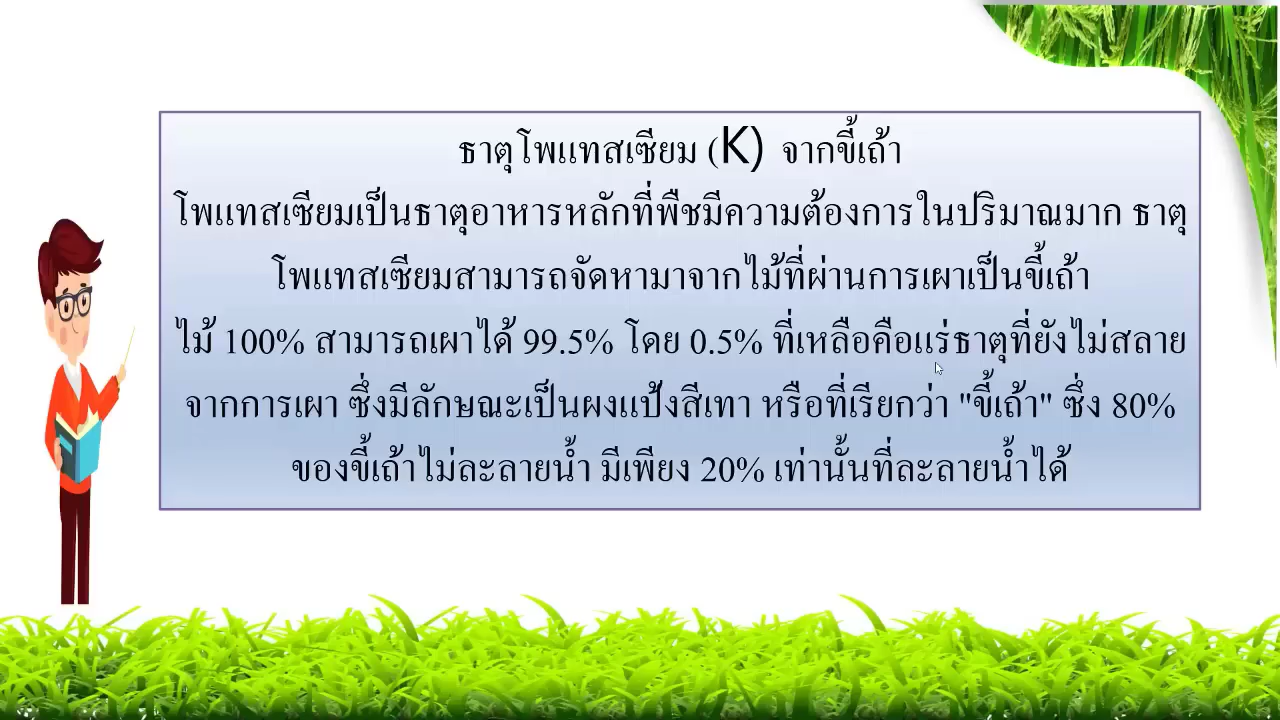 ธาตุโพแทสเซียม (K) จากขี้เถ้า
โพแทสเซียมเป็นธาตุอาหารหลักที่พืชมีความต้องการในปริมาณมาก ธาตุ
โพแทสเซียมสามารถจัดหามาจากไม้ที่ผ่านการเผาเป็นขี้เถ้า
ไม้ 100% สามารถเผาได้ 99.5% โดย 0.5% ที่เหลือคือแร่ธาตุที่ยังไม่สลาย
จากการเผา ซึ่งมีลักษณะเป็นผงแป้งสีเทา หรือที่เรียกว่า "ขี้เถ้า" ซึ่ง 80%
ของขี้เถ้าไม่ละลายน้ำ มีเพียง 20% เท่านั้นที่ละลายน้ำได้